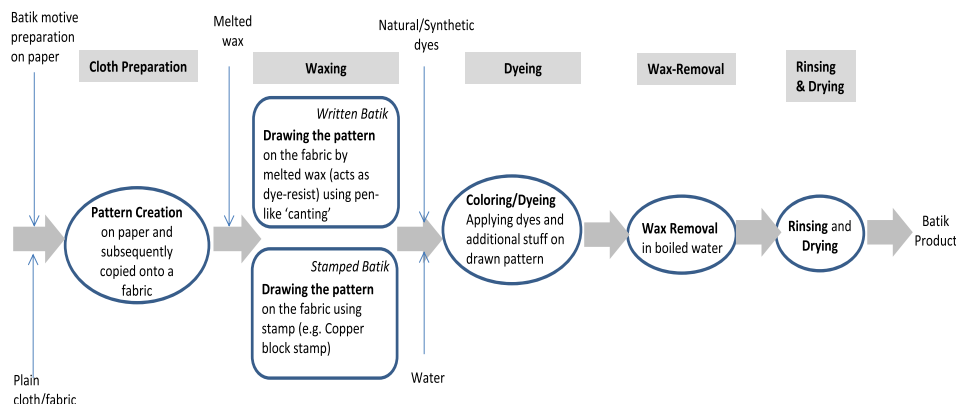 Batik motive
preparation
on paper
Melted
wax
Natural/Synthetic
dyes
Cloth Preparation
Waxing
Dyeing
Wax-Removal
Rinsing
& Drying
Written Batik
Drawing the pattern
on the fabric by
melted wax (acts as
dye-resist) using pen-
like ‘canting’
Pattern Creation
on paper and
subsequently
copied onto a
fabric
Stamped Batik
Drawing the pattern
on the fabric using
stamp (e.g. Copper
block stamp)
Coloring/Dyeing
Applying dyes and
additional stuff on
drawn pattern
Wax Removal
in boiled water
Rinsing and
Drying
Batik
Product
Plain
cloth/fabric
Water